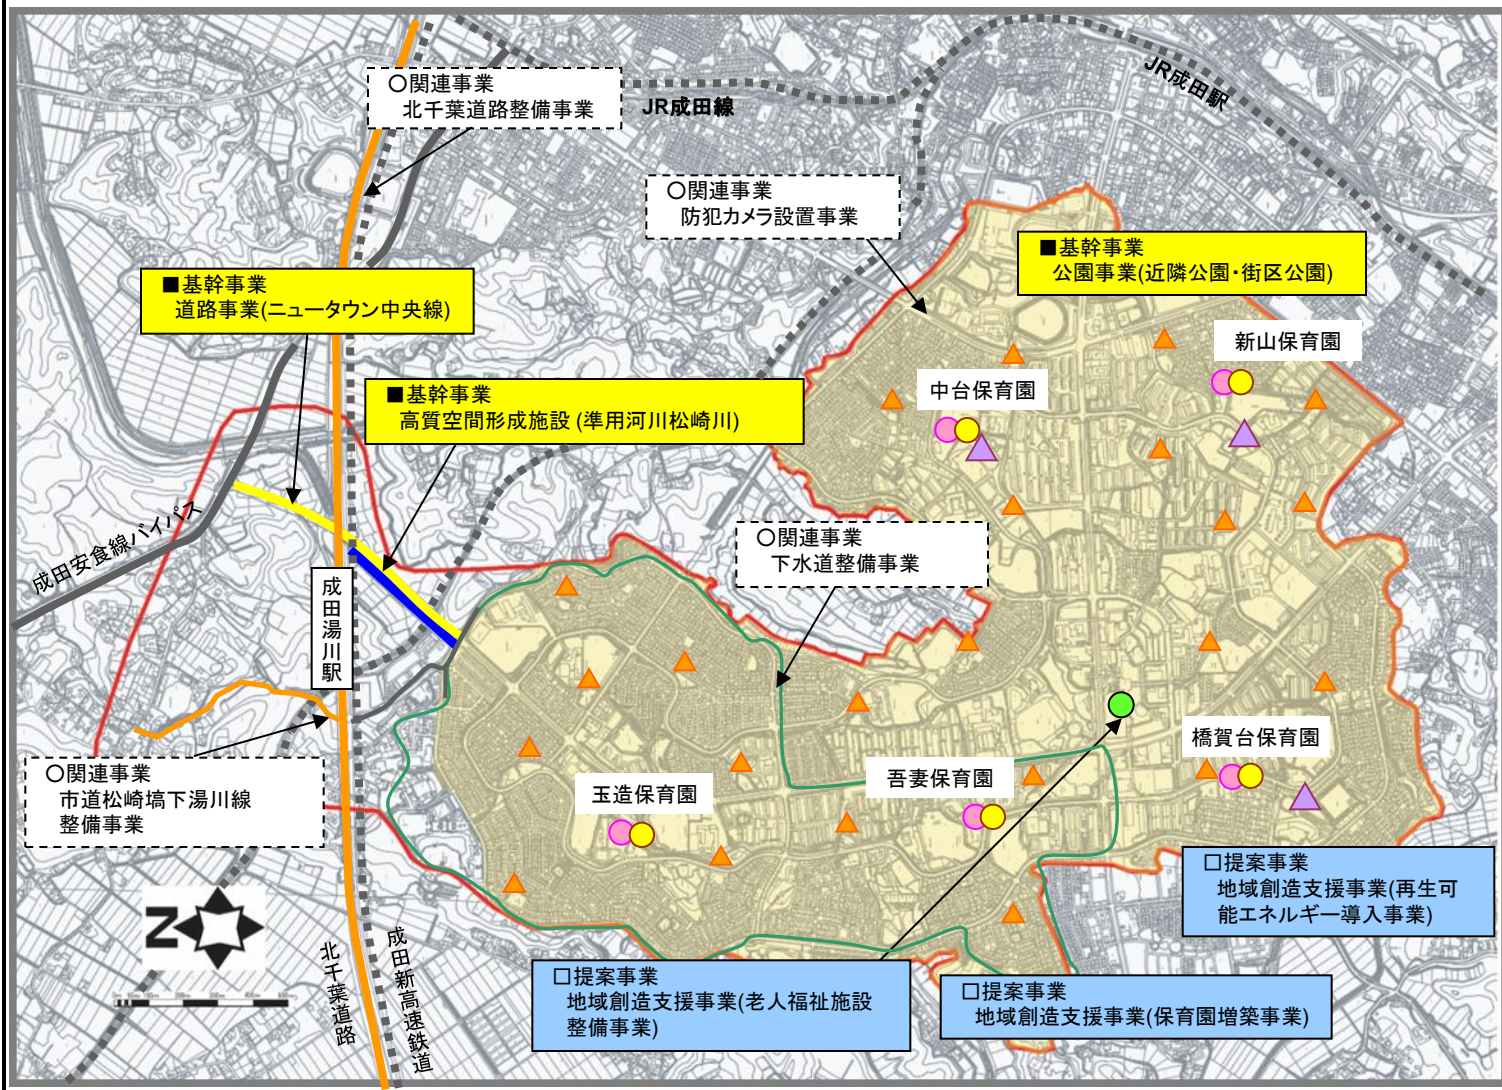 〇関連事業
北千葉道路整備事業
JR成田線
JR成田駅
〇関連事業
防犯カメラ設置事業
■基幹事業
公園事業(近隣公園・街区公園)
■基幹事業
道路事業(ニュータウン中央線)
新山保育園
中台保育園
■基幹事業
高質空間形成施設 (準用河川松崎川)
成田安食線バイパス
〇関連事業
下水道整備事業
成田湯川駅
橋賀台保育園
吾妻保育園
玉造保育園
〇関連事業
市道松崎塙下湯川線
整備事業
□提案事業
地域創造支援事業(再生可
能エネルギー導入事業)
N
北千葉道路
成田新高速鉄道
□提案事業
地域創造支援事業(老人福祉施設
整備事業)
□提案事業
地域創造支援事業(保育園増築事業)